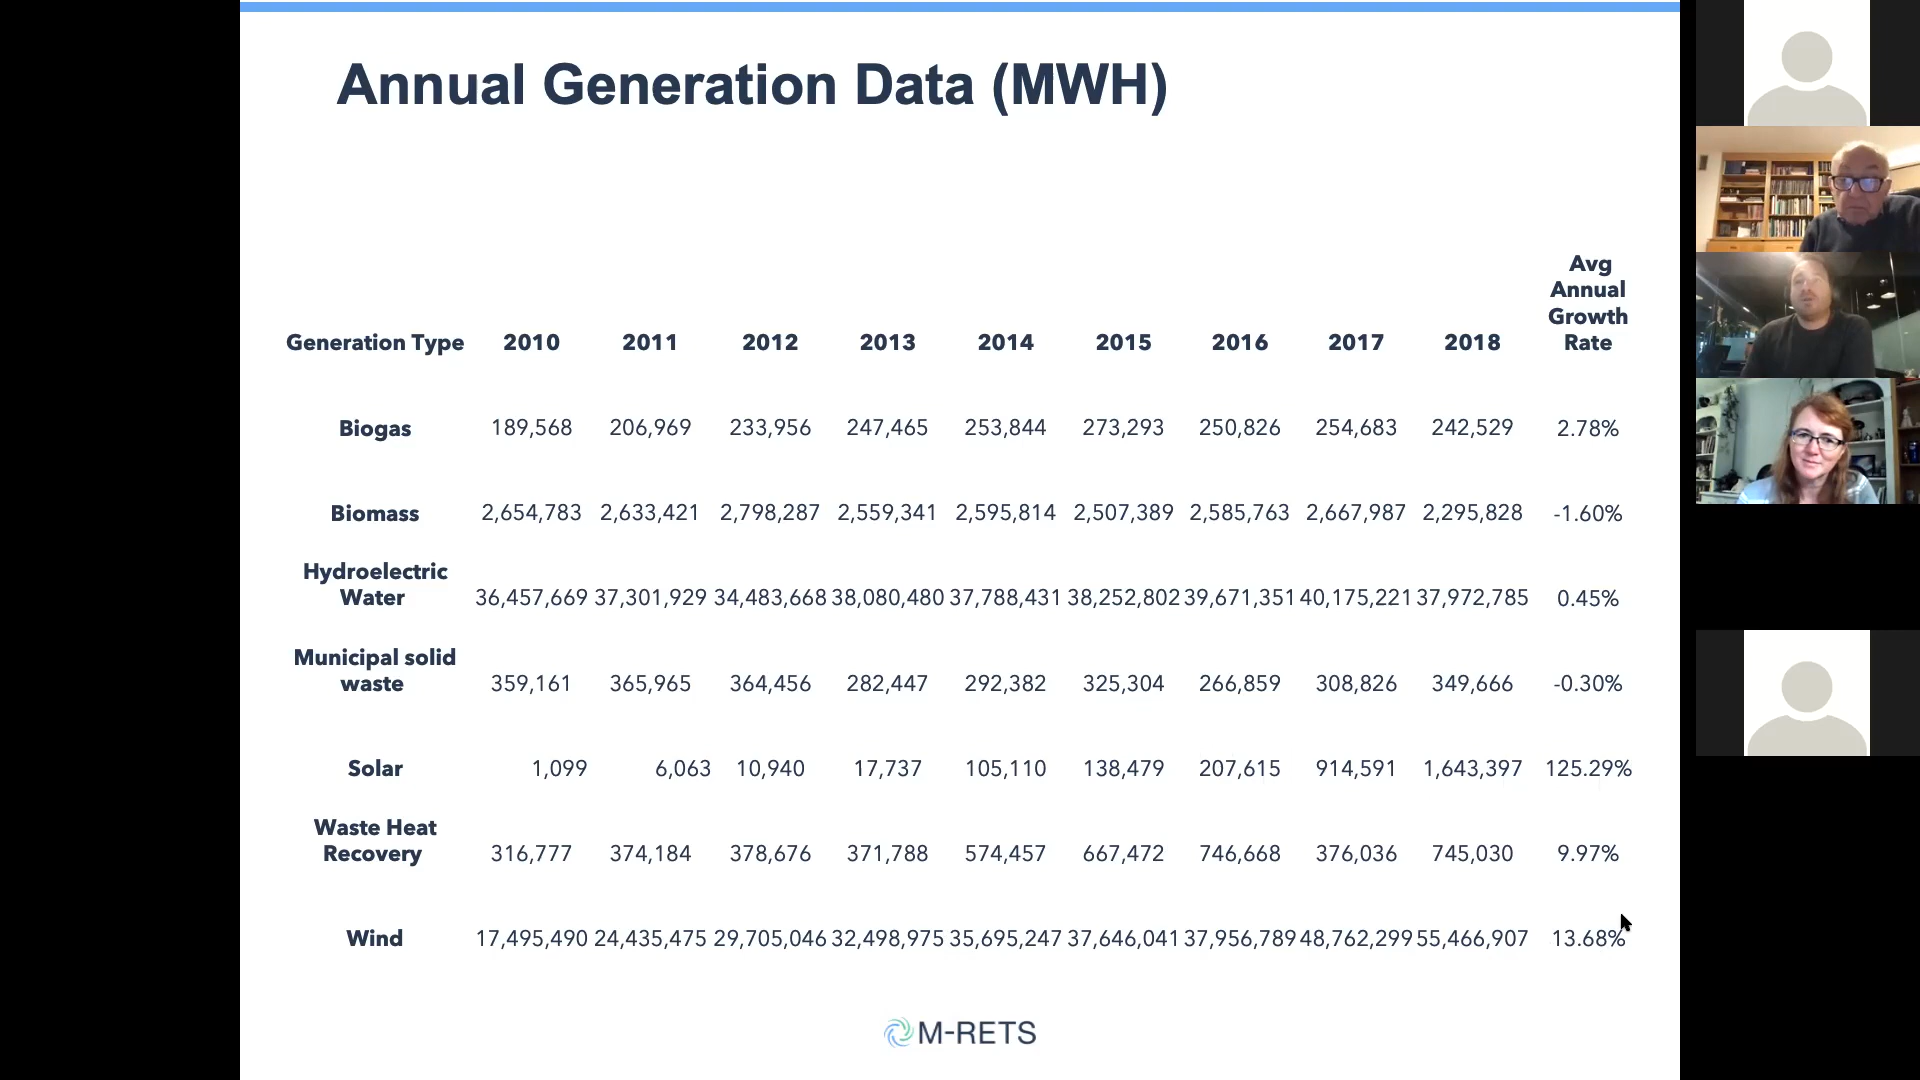 Annual Generation Data (MWH)
Generation Type 2010 2011 2012 2013 2014 2015 2016 2017 2018 Avg Annual Growth Rate
Biogas 189,568 206,969 233,956 247,465 253,844 273,293 250,826 254,683 242,529 2.78%
Biomass 2,654,783 2,633,421 2,798,287 2,559,341 2,595,814 2,507,389 2,585,763 2,667,987 2,295,828 -1.60%
Hydroelectric Water 36,457,669 37,301,929 34,483,668 38,080,480 37,788,431 38,252,802 39,671,351 40,175,221 37,972,785 0.45%
Municipal solid waste 359,161 365,965 364,456 282,447 292,382 325,304 266,859 308,826 349,666 -0.30%
Solar 1,099 6,063 10,940 17,737 105,110 138,479 207,615 914,591 1,643,397 125.29%
Waste Heat Recovery 316,777 374,184 378,676 371,788 574,457 667,472 746,668 376,036 745,030 9.97%
Wind 17,495,490 24,435,475 29,705,046 32,498,975 35,695,247 37,646,041 37,956,789 48,762,299 55,466,907 13.68%
M-RETS